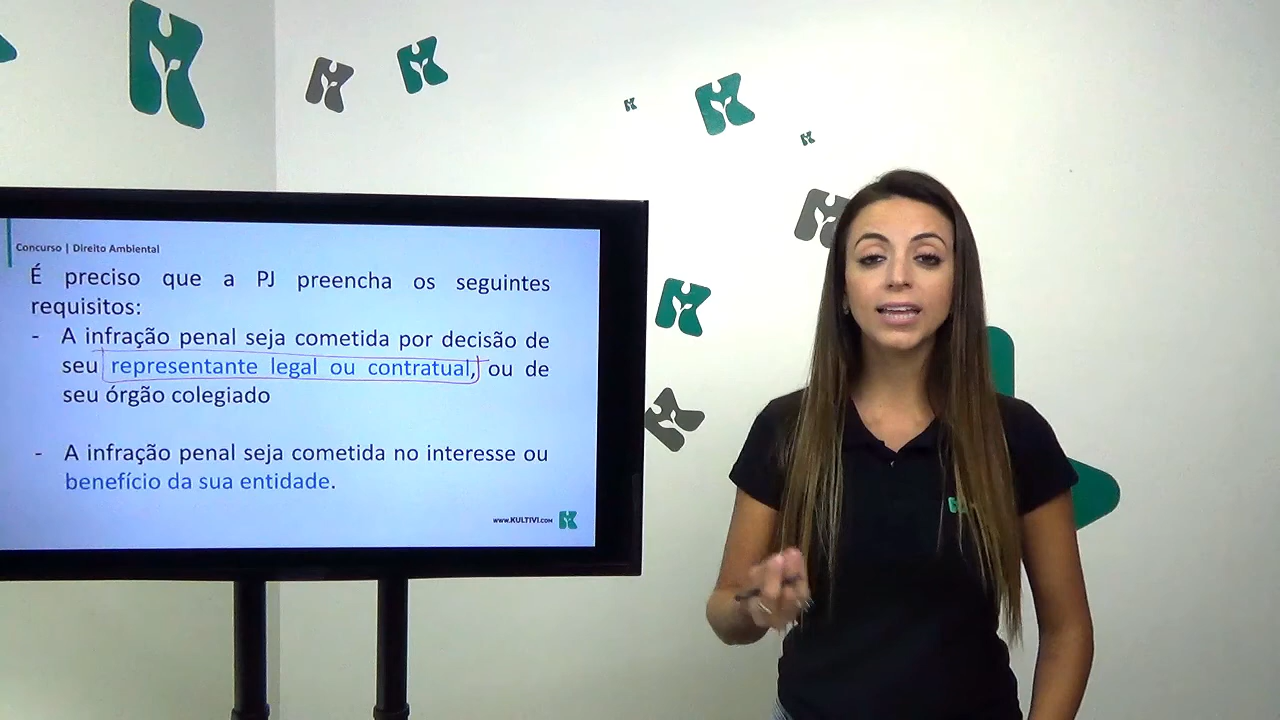 Concurso | Direito Ambiental
É preciso que a PJ preencha os seguintes
requisitos:
- A infração penal seja cometida por decisão de
seu representante legal ou contratual, ou de
seu órgão colegiado
- A infração penal seja cometida no interesse ou
benefício da sua entidade.
www.KULTIVI.com